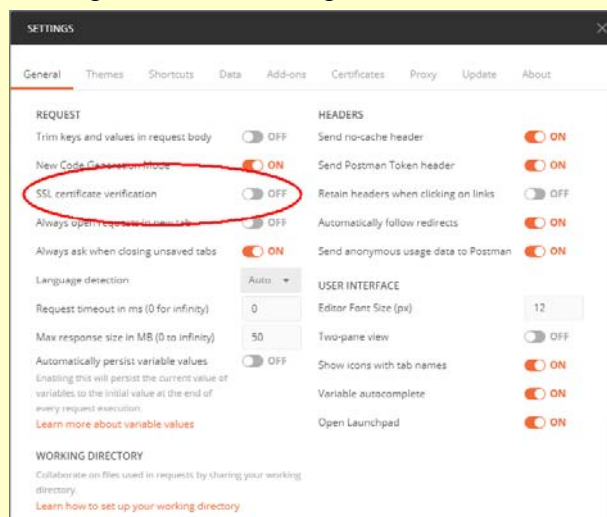 SETTINGS
General Themes Shortcuts Data Add-ons Certificates Proxy Update About
REQUEST
Trim keys and values in request body OFF
New Code Generation Mode ON
SSL certificate verification OFF
Always open requests in new tab OFF
Always ask when closing unsaved tabs ON
Language detection Auto
Request timeout in ms (0 for infinity) 0
Max response size in MB (0 to infinity) 50
Automatically persist variable values OFF
Enabling this will persist the current value of
variables to the initial value at the end of
every request execution.
Learn more about variable values
WORKING DIRECTORY
Collaborate on files used in requests by sharing your working
directory.
Learn how to set up your working directory
HEADERS
Send no-cache header ON
Send Postman Token header ON
Retain headers when clicking on links OFF
Automatically follow redirects ON
Send anonymous usage data to Postman ON
USER INTERFACE
Editor Font Size (px) 12
Two-pane view OFF
Show icons with tab names ON
Variable autocomplete ON
Open Launchpad ON